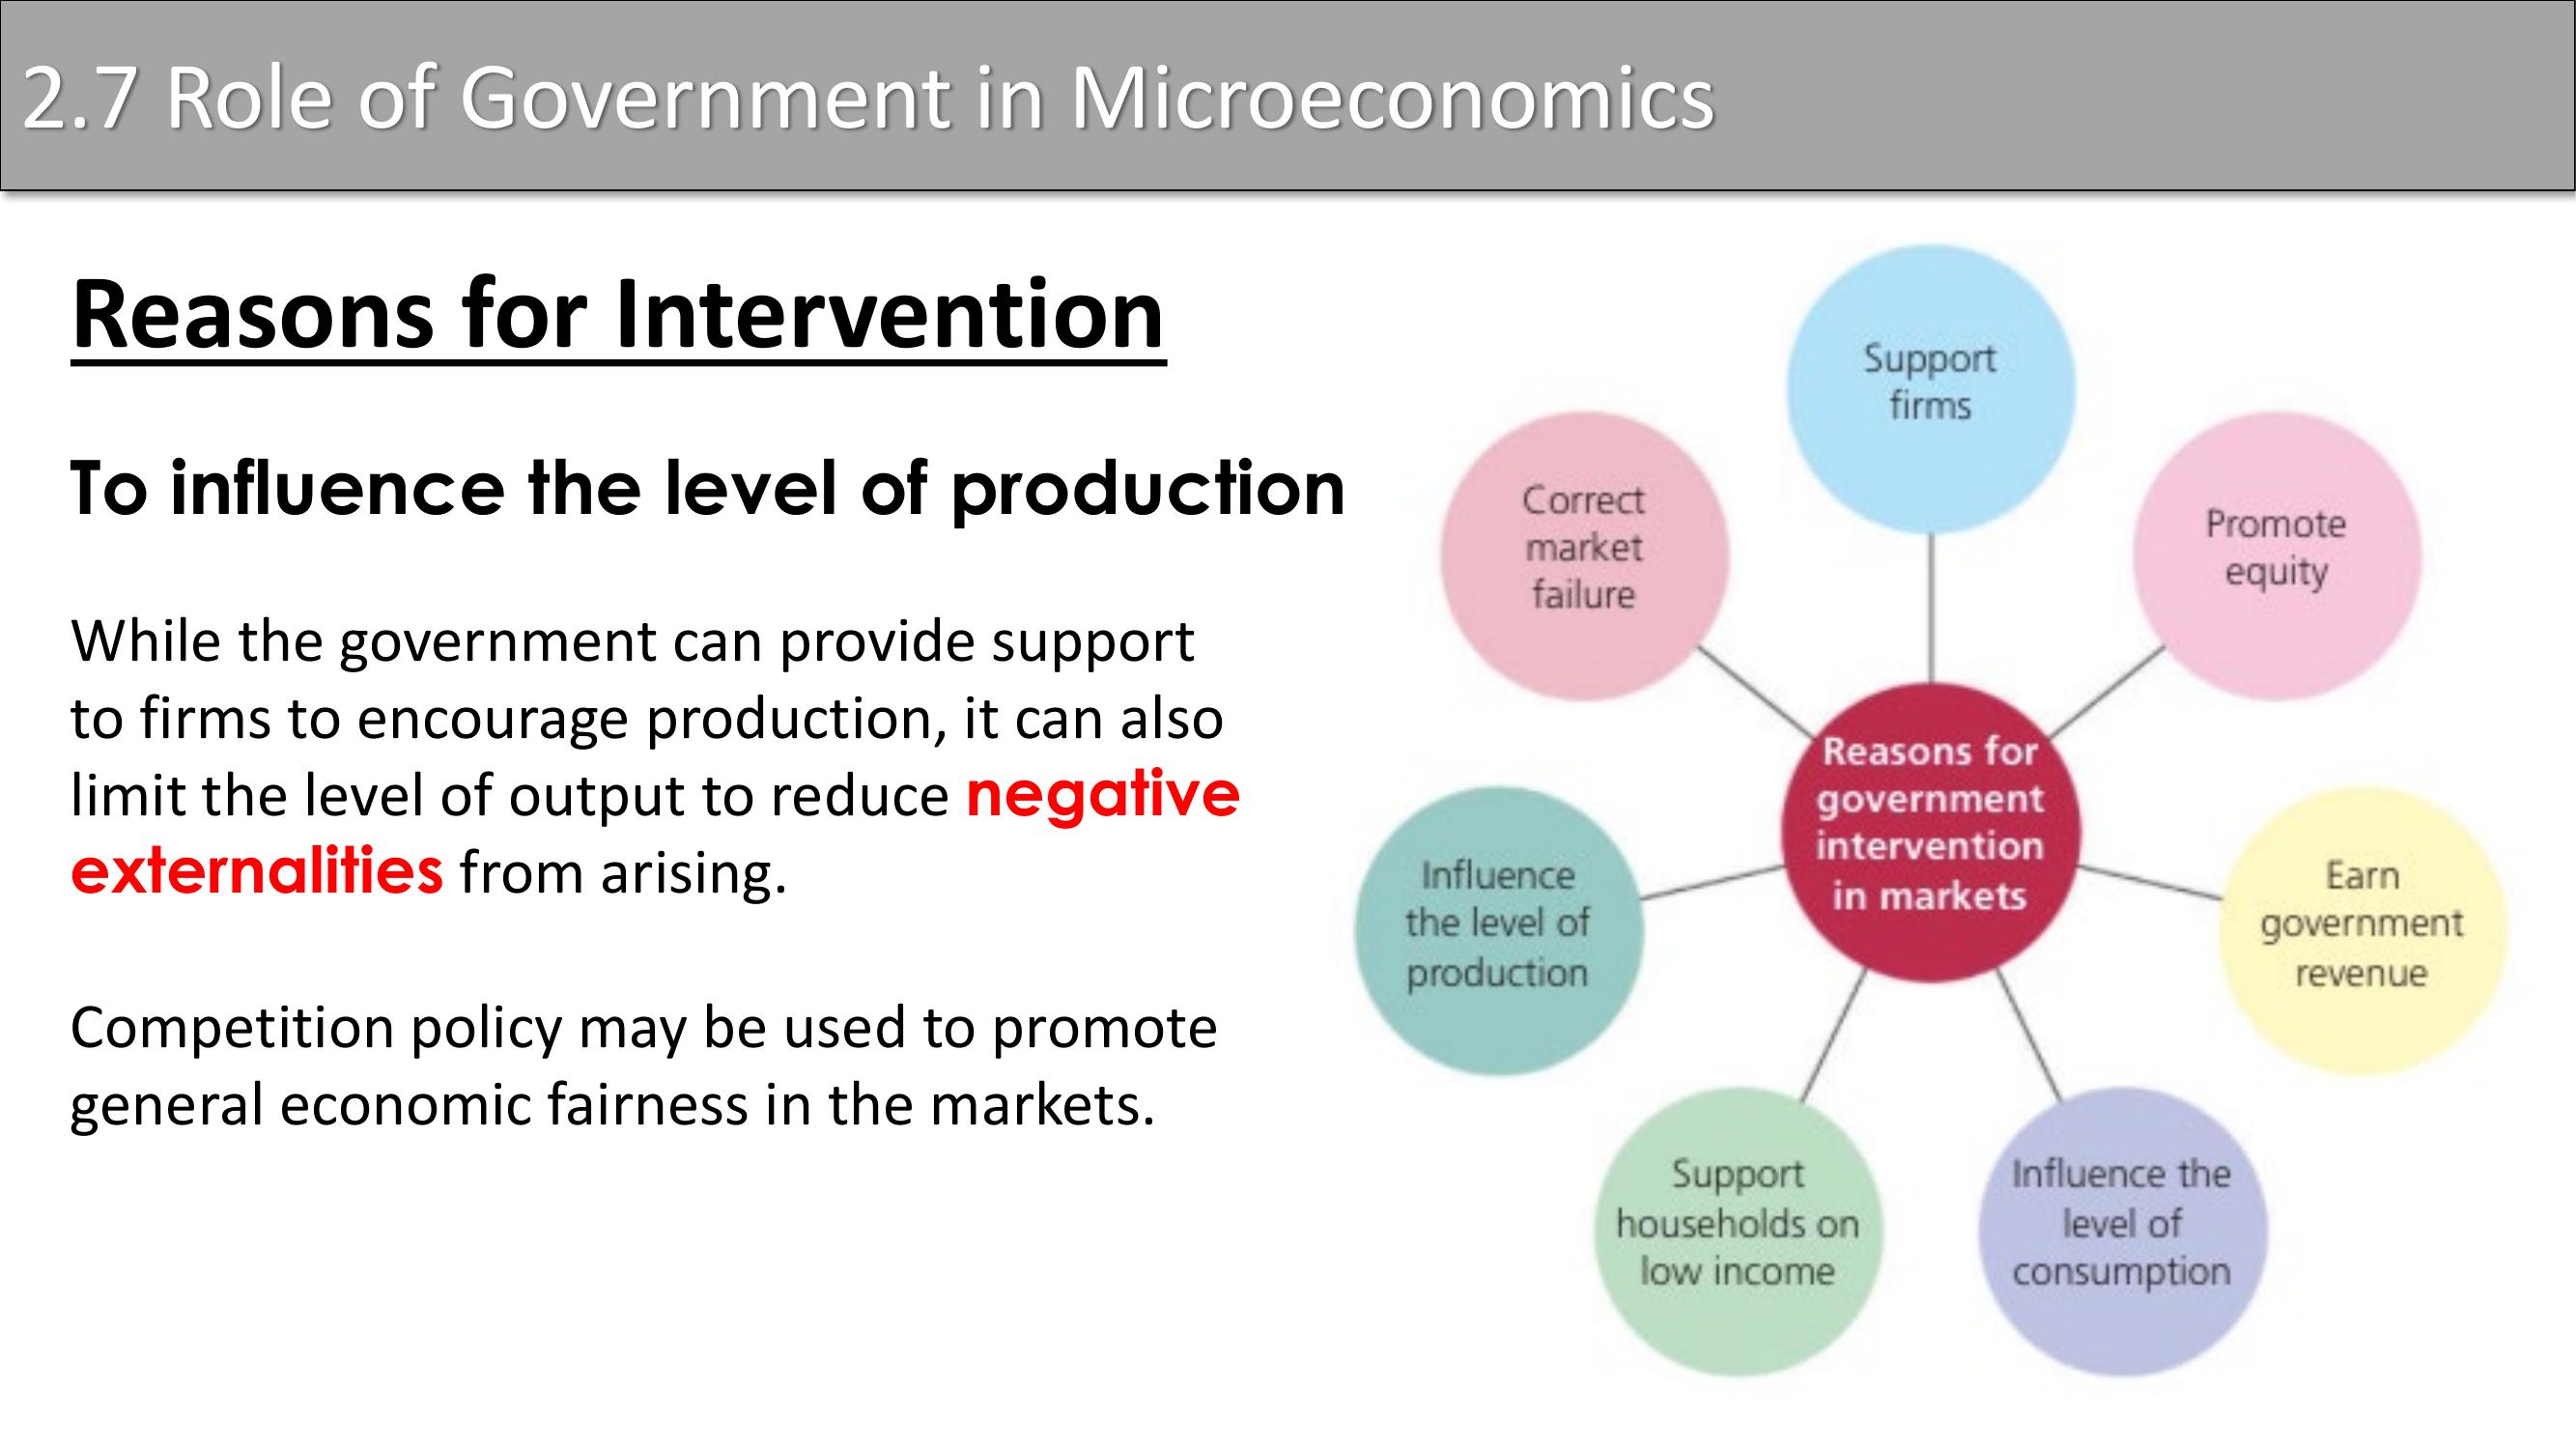 2.7 Role of Government in Microeconomics
Reasons for Intervention
To influence the level of production
While the government can provide support
to firms to encourage production, it can also
limit the level of output to reduce negative
externalities from arising.
Competition policy may be used to promote
general economic fairness in the markets.
Support
firms
Correct
market
failure
Promote
equity
Reasons for
government
intervention
in markets
Influence
the level of
production
Earn
government
revenue
Support
households on
low income
Influence the
level of
consumption